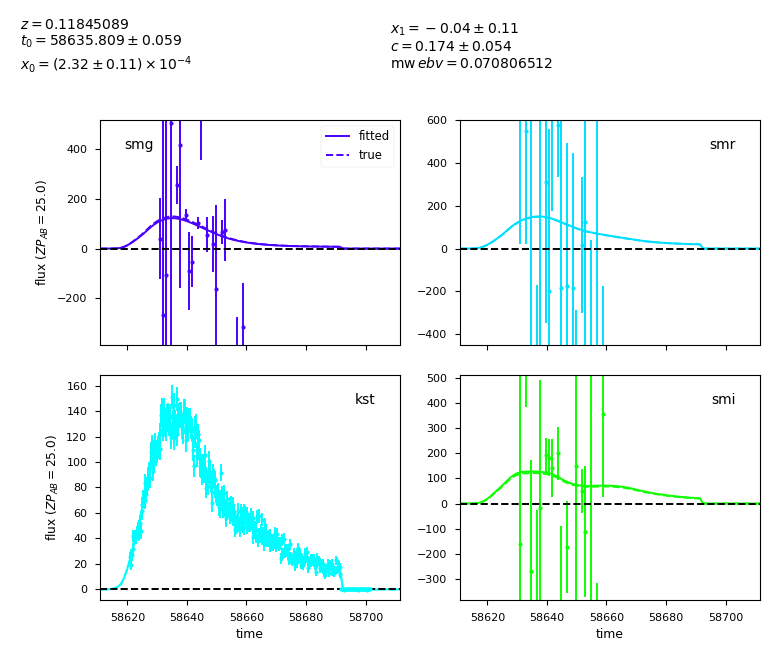 z = 0.11845089
t₀ = 58635.809 ± 0.059
x₀ = (2.32 ± 0.11) × 10⁻⁴
x₁ = −0.04 ± 0.11
c = 0.174 ± 0.054
mwebv = 0.070806512
smg
fitted
true
400
200
0
−200
flux (ZP_AB = 25.0)
smr
600
400
200
0
−200
−400
kst
160
140
120
100
80
60
40
20
0
flux (ZP_AB = 25.0)
58620 58640 58660 58680 58700
time
smi
500
400
300
200
100
0
−100
−200
−300
58620 58640 58660 58680 58700
time